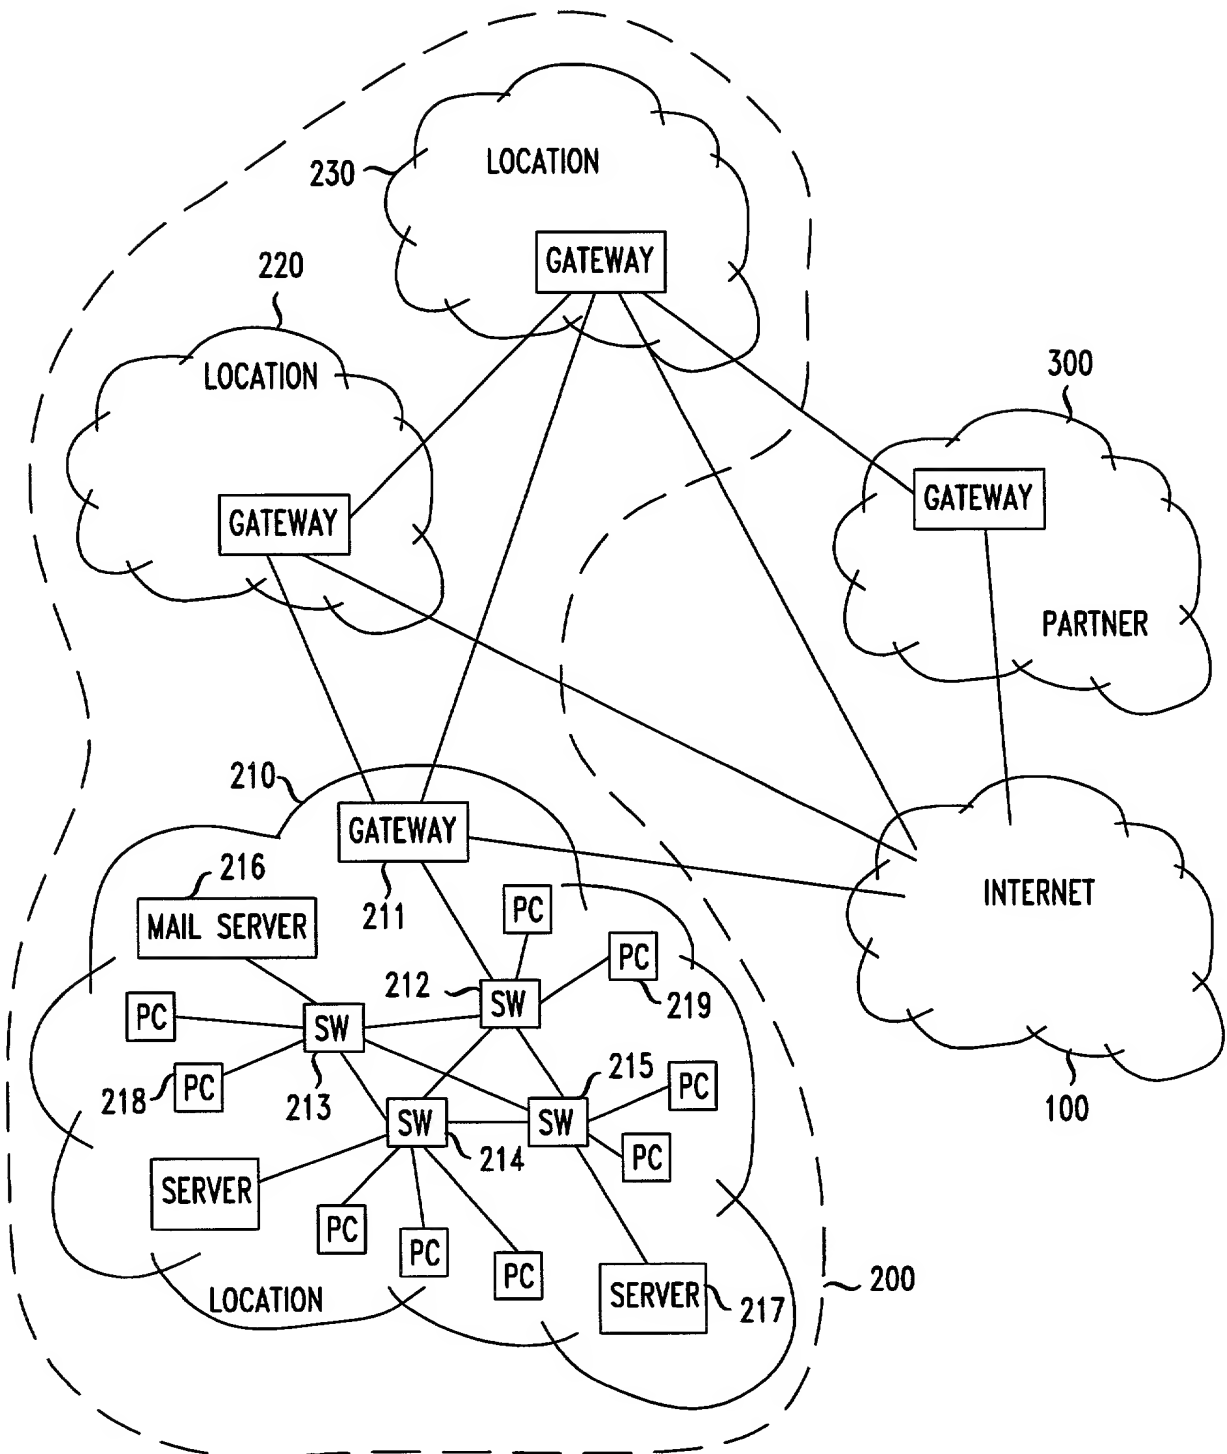 230
LOCATION
GATEWAY
220
LOCATION
GATEWAY
300
GATEWAY
PARTNER
210
GATEWAY
211
216
MAIL SERVER
PC
PC
219
212
SW
INTERNET
100
PC
SW
213
PC
218
215
PC
SW
214
SW
PC
SERVER
PC
PC
PC
SERVER
217
LOCATION
200